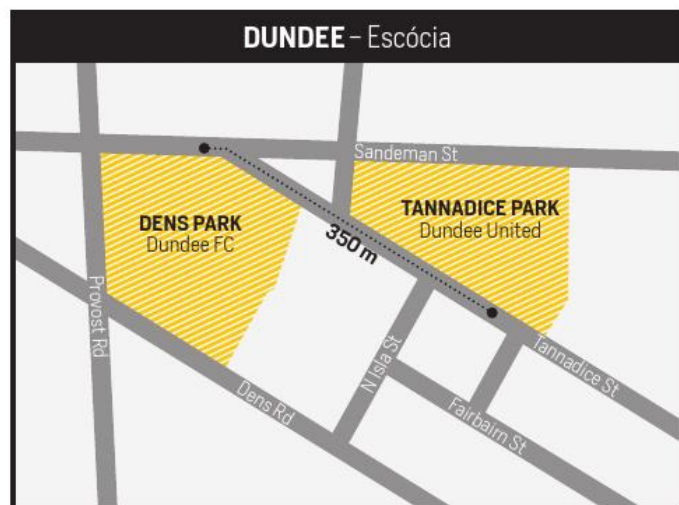 DUNDEE – Escócia
Sandeman St
DENS PARK
Dundee FC
TANNADICE PARK
Dundee United
350 m
Provost Rd
N Isla St
Tannadice St
Dens Rd
Fairbairn St